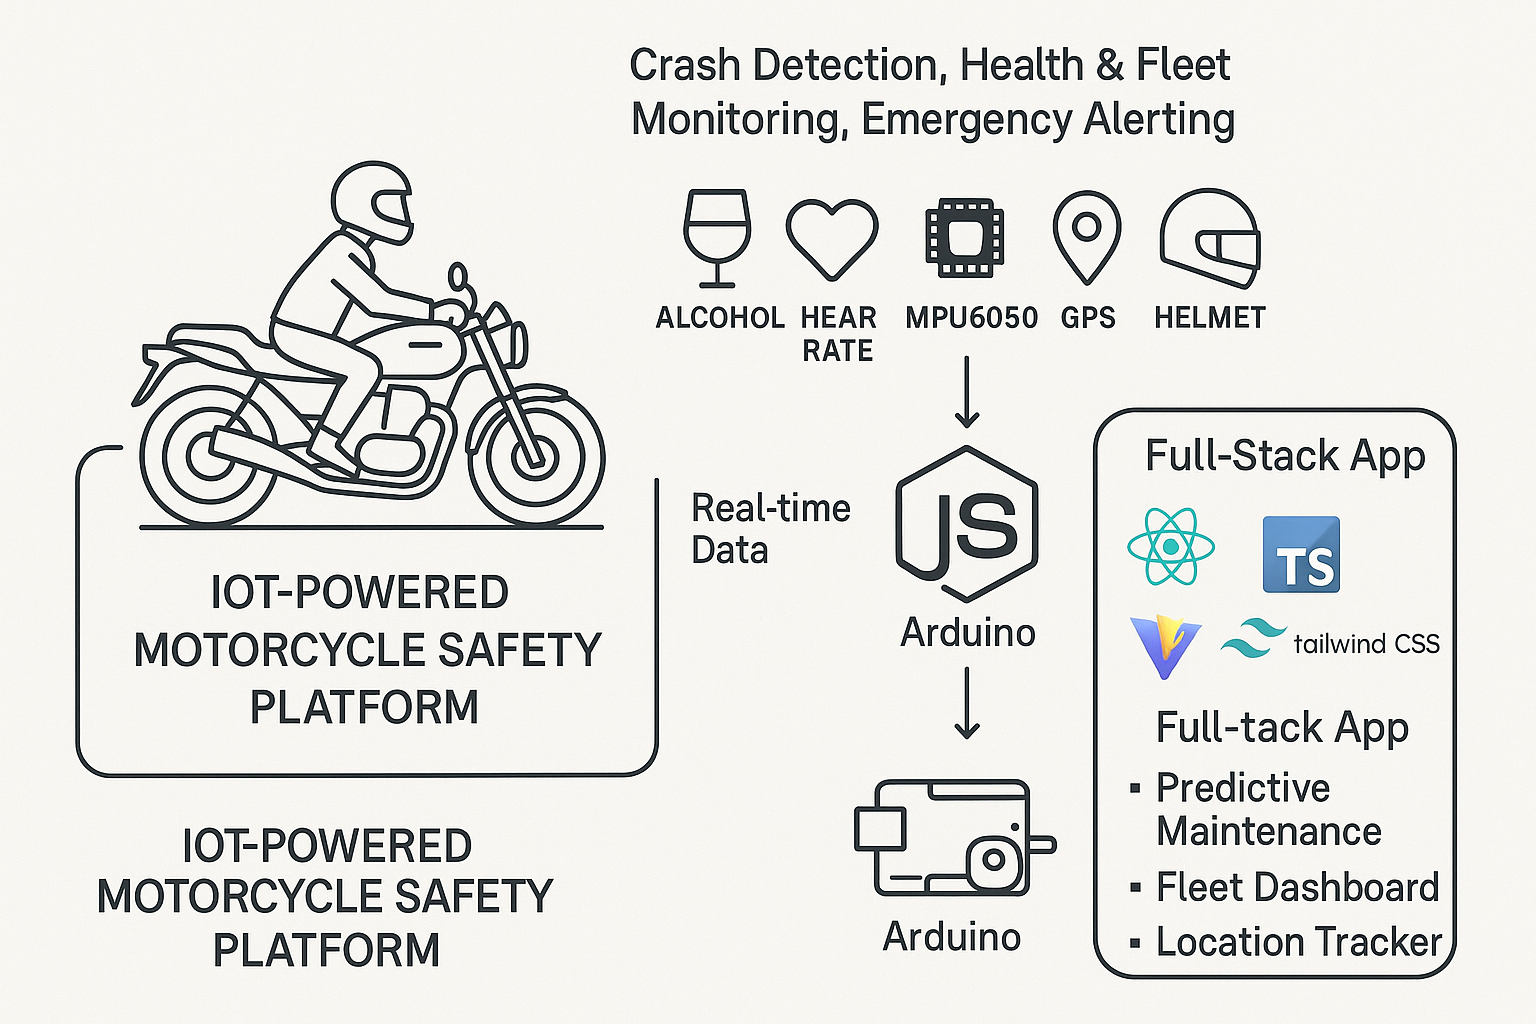 Crash Detection, Health & Fleet
Monitoring, Emergency Alerting
ALCOHOL
HEAR
RATE
MPU6050
GPS
HELMET
Real-time
Data
JS
Arduino
Arduino
IOT-POWERED
MOTORCYCLE SAFETY
PLATFORM
IOT-POWERED
MOTORCYCLE SAFETY
PLATFORM
Full-Stack App
TS
tailwind CSS
Full-tack App
▪ Predictive
Maintenance
▪ Fleet Dashboard
▪ Location Tracker